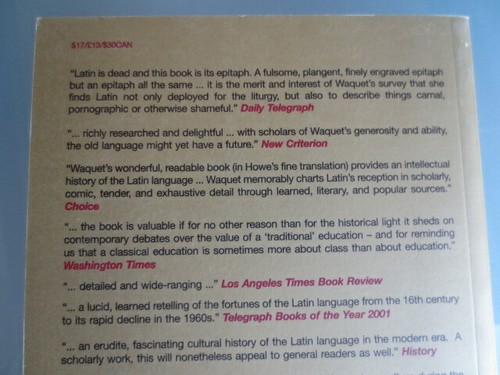 $17/£13/$30CAN
"Latin is dead and this book is its epitaph. A fulsome, plangent, finely engraved epitaph
but an epitaph all the same ... it is the merit and interest of Waquet's survey that she
finds Latin not only deployed for the liturgy, but also to describe things carnal,
pornographic or otherwise shameful." Daily Telegraph
"... richly researched and delightful ... with scholars of Waquet's generosity and ability,
the old language might yet have a future." New Criterion
"Waquet's wonderful, readable book (in Howe's fine translation) provides an intellectual
history of the Latin language ... Waquet memorably charts Latin's reception in scholarly,
comic, tender, and exhaustive detail through learned, literary, and popular sources."
Choice
"... the book is valuable if for no other reason than for the historical light it sheds on
contemporary debates over the value of a 'traditional' education – and for reminding
us that a classical education is sometimes more about class than about education."
Washington Times
"... detailed and wide-ranging ..." Los Angeles Times Book Review
"... a lucid, learned retelling of the fortunes of the Latin language from the 16th century
to its rapid decline in the 1960s." Telegraph Books of the Year 2001
"... an erudite, fascinating cultural history of the Latin language in the modern era. A
scholarly work, this will nonetheless appeal to general readers as well." History